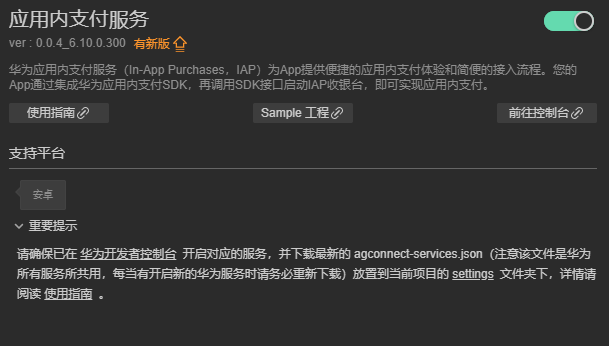 应用内支付服务
ver : 0.0.4_6.10.0.300 有新版
华为应用内支付服务（In-App Purchases，IAP）为App提供便捷的应用内支付体验和简便的接入流程。您的
App通过集成华为应用内支付SDK，再调用SDK接口启动IAP收银台，即可实现应用内支付。
使用指南 Sample 工程 前往控制台
支持平台
安卓
重要提示
请确保已在 华为开发者控制台 开启对应的服务，并下载最新的 agconnect-services.json（注意该文件是华为
所有服务所共用，每当有开启新的华为服务时请务必重新下载）放置到当前项目的 settings 文件夹下，详情请
阅读 使用指南 。